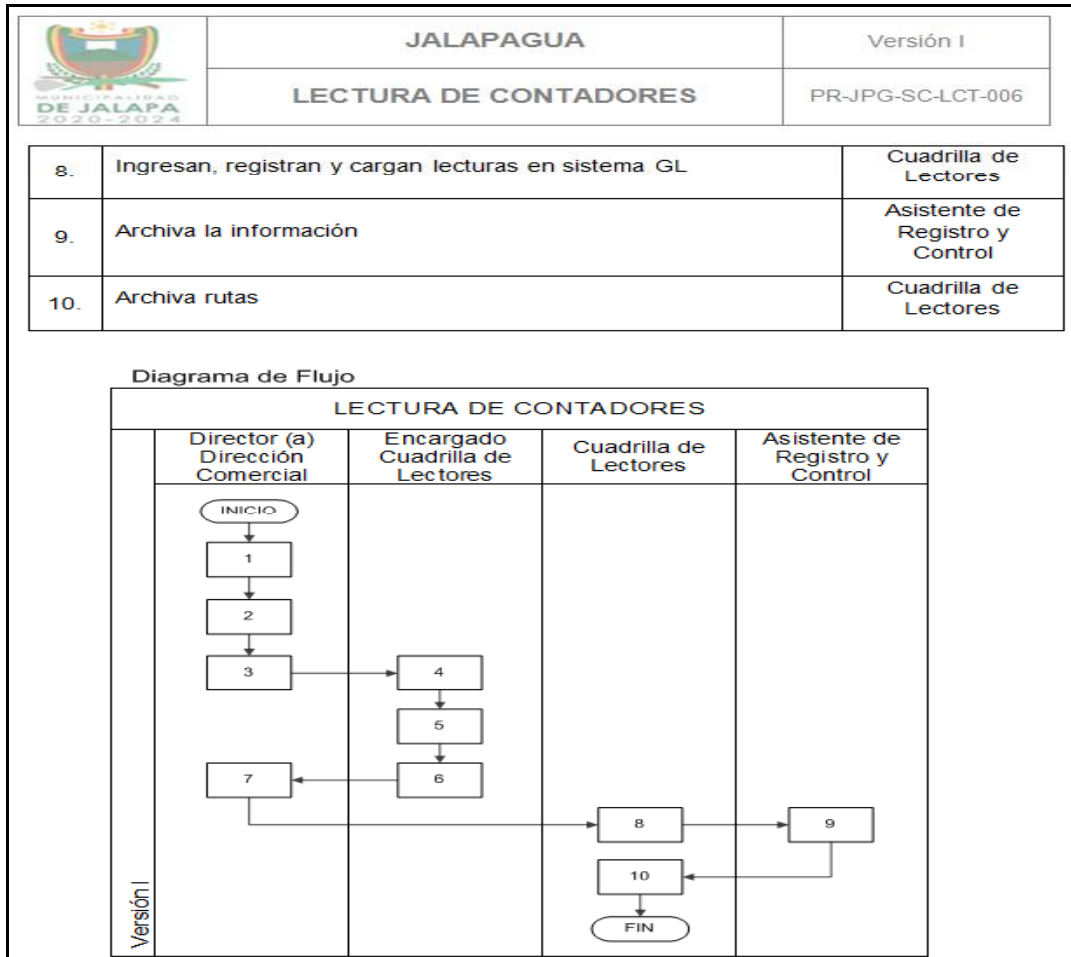 MUNICIPALIDAD
DE JALAPA
2020-2024
JALAPAGUA
Versión I
LECTURA DE CONTADORES
PR-JPG-SC-LCT-006
8.
Ingresan, registran y cargan lecturas en sistema GL
Cuadrilla de
Lectores
9.
Archiva la información
Asistente de
Registro y
Control
10.
Archiva rutas
Cuadrilla de
Lectores
Diagrama de Flujo
LECTURA DE CONTADORES
Director (a)
Dirección
Comercial
Encargado
Cuadrilla de
Lectores
Cuadrilla de
Lectores
Asistente de
Registro y
Control
INICIO
1
2
3
4
5
7
6
8
9
10
FIN
Versión I